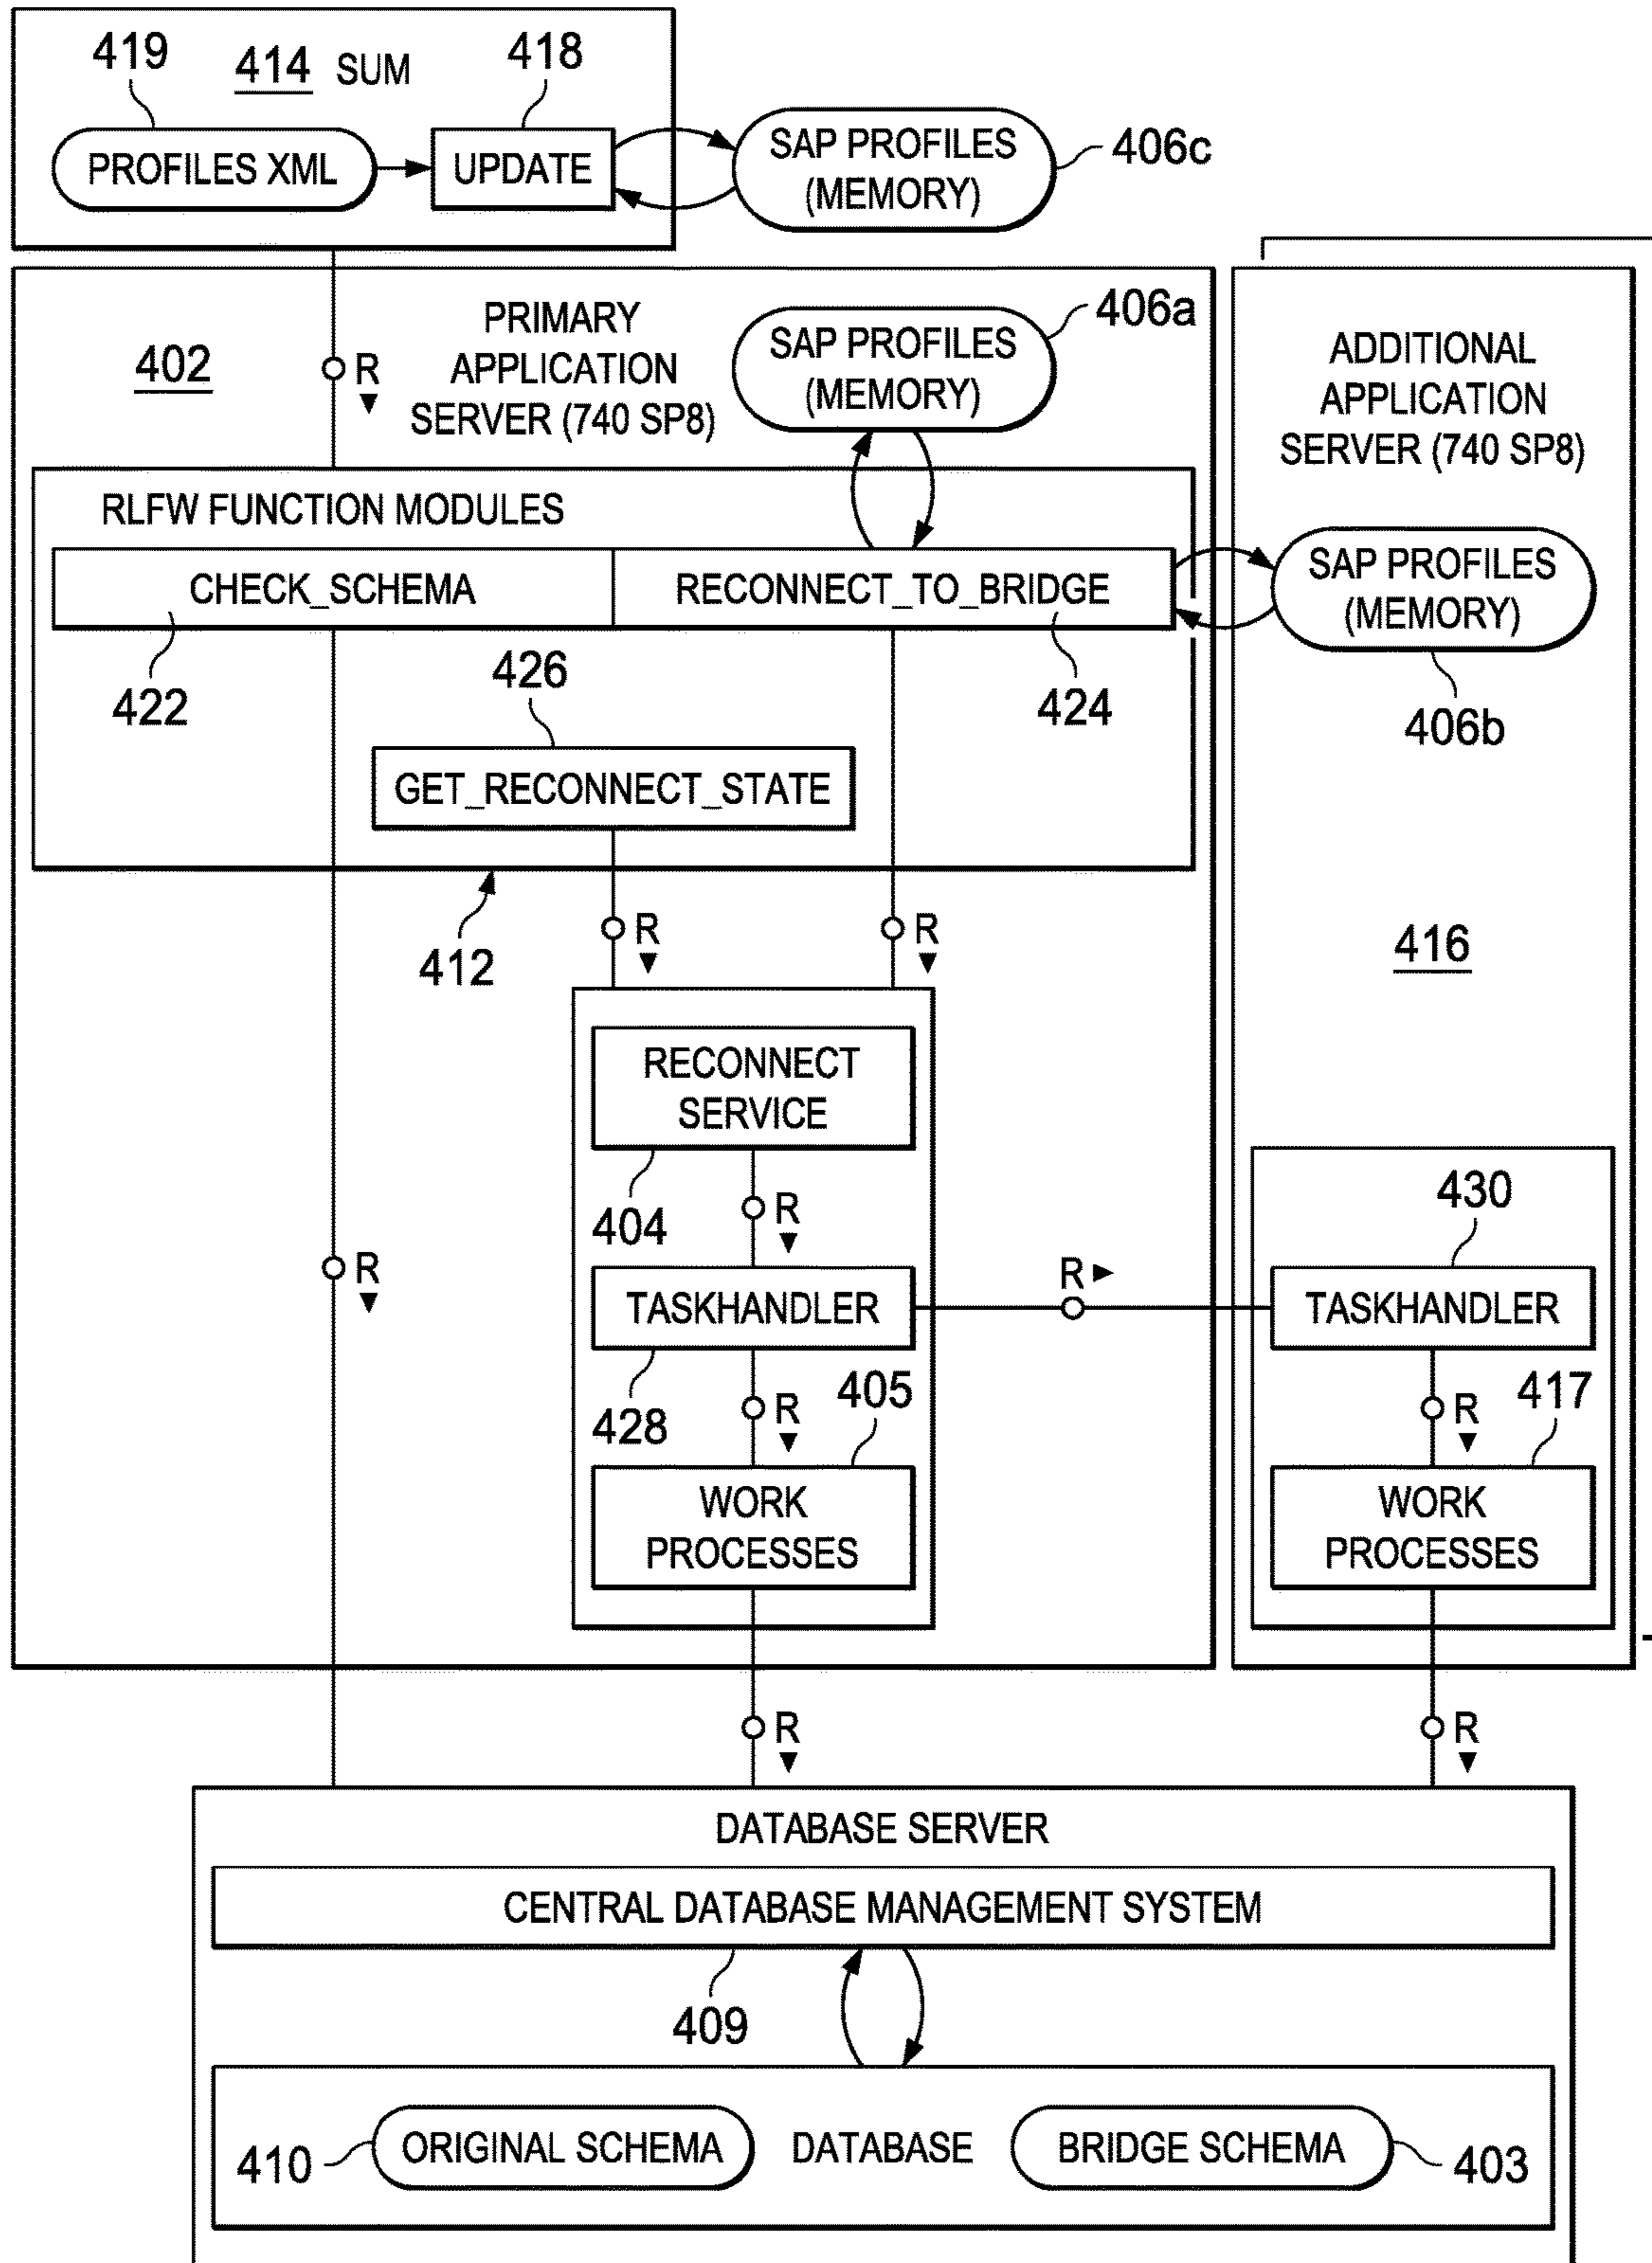 419
414 SUM
418
PROFILES XML
UPDATE
SAP PROFILES
(MEMORY)
406c
402
R
PRIMARY
APPLICATION
SERVER (740 SP8)
SAP PROFILES
(MEMORY)
406a
ADDITIONAL
APPLICATION
SERVER (740 SP8)
RLFW FUNCTION MODULES
CHECK_SCHEMA
RECONNECT_TO_BRIDGE
SAP PROFILES
(MEMORY)
422
426
424
406b
GET_RECONNECT_STATE
412
R
R
416
RECONNECT
SERVICE
404
R
430
R
R
TASKHANDLER
TASKHANDLER
428
R
405
R
417
WORK
PROCESSES
WORK
PROCESSES
R
R
DATABASE SERVER
CENTRAL DATABASE MANAGEMENT SYSTEM
409
410
ORIGINAL SCHEMA
DATABASE
BRIDGE SCHEMA
403